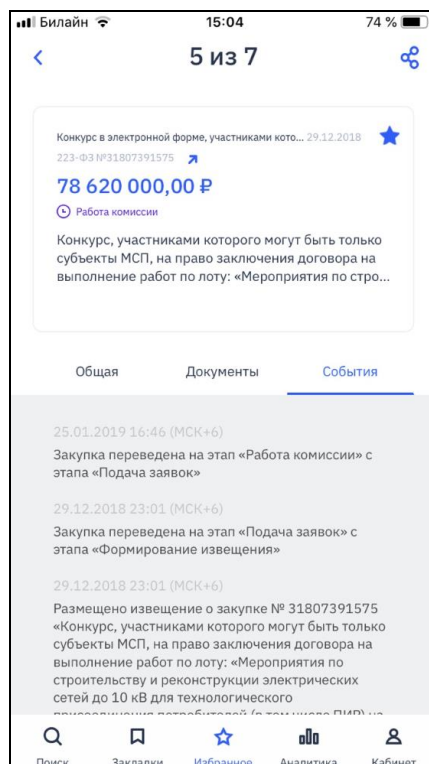 Билайн 15:04 74 %
5 из 7
Конкурс в электронной форме, участниками кото... 29.12.2018
223-ФЗ №31807391575
78 620 000,00 ₽
Работа комиссии
Конкурс, участниками которого могут быть только
субъекты МСП, на право заключения договора на
выполнение работ по лоту: «Мероприятия по стро...
Общая Документы События
25.01.2019 16:46 (МСК+6)
Закупка переведена на этап «Работа комиссии» с
этапа «Подача заявок»
29.12.2018 23:01 (МСК+6)
Закупка переведена на этап «Подача заявок» с
этапа «Формирование извещения»
29.12.2018 23:01 (МСК+6)
Размещено извещение о закупке № 31807391575
«Конкурс, участниками которого могут быть только
субъекты МСП, на право заключения договора на
выполнение работ по лоту: «Мероприятия по
строительству и реконструкции электрических
сетей до 10 кВ для технологического
присоединения потребителей (в том числе ПИР) на
Поиск Закладки Избранное Аналитика Кабинет